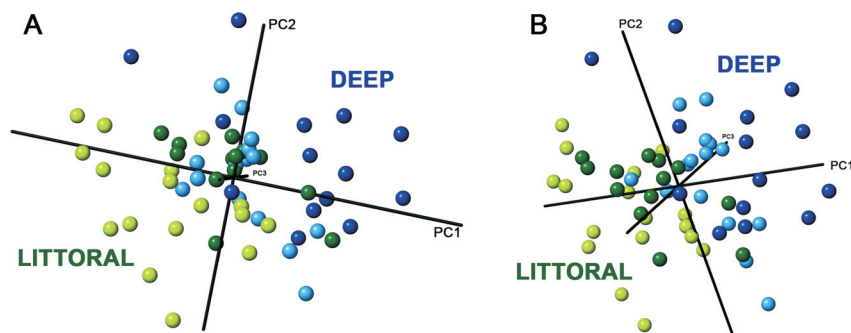 A
PC2
DEEP
PC3
PC1
LITTORAL
B
PC2
DEEP
PC3
PC1
LITTORAL